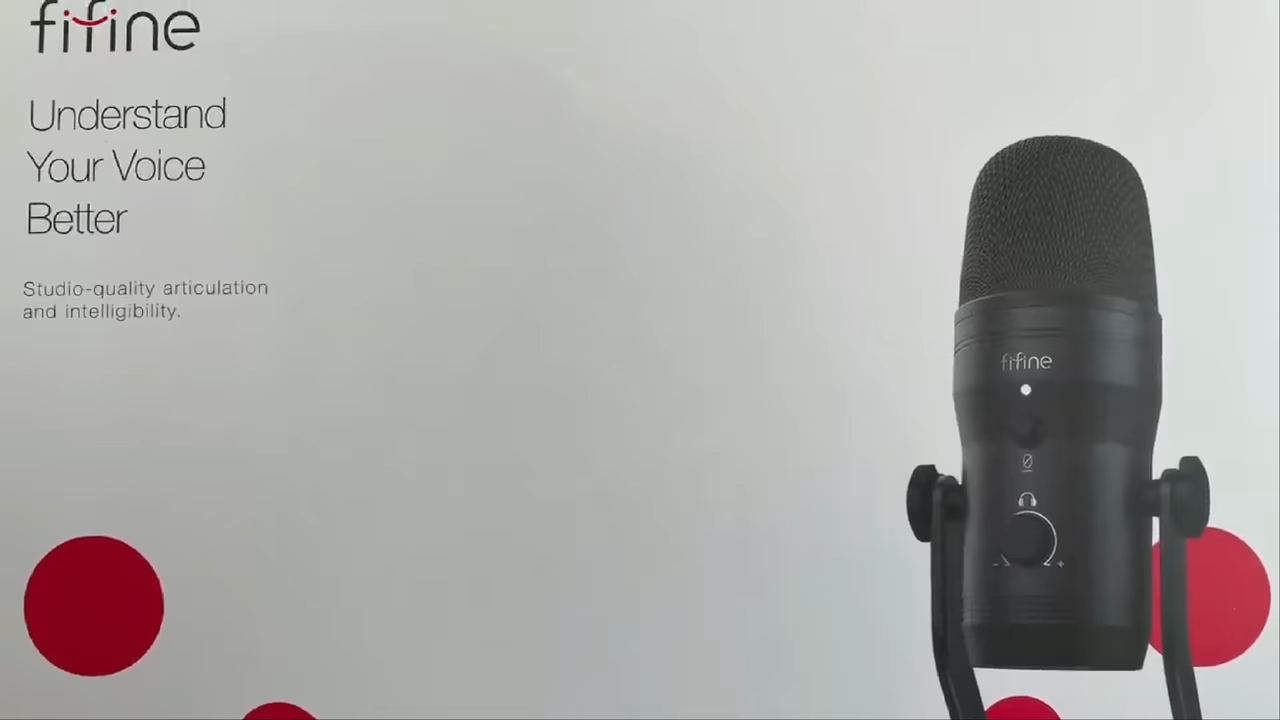 fifine
Understand
Your Voice
Better
Studio-quality articulation
and intelligibility.
fifine
- +